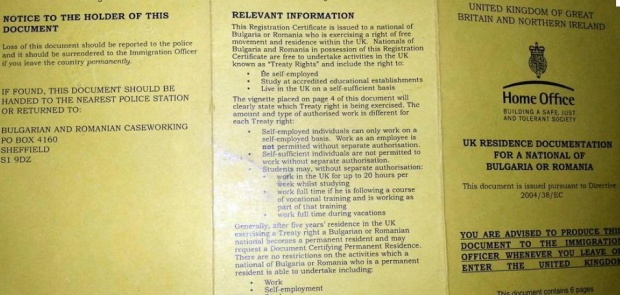 NOTICE TO THE HOLDER OF THIS
DOCUMENT
Loss of this document should be reported to the police
and it should be surrendered to the Immigration Officer
if you leave the country permanently.
IF FOUND, THIS DOCUMENT SHOULD BE
HANDED TO THE NEAREST POLICE STATION
OR RETURNED TO:
BULGARIAN AND ROMANIAN CASEWORKING
PO BOX 4160
SHEFFIELD
S1 9DZ
RELEVANT INFORMATION
This Registration Certificate is issued to a national of
Bulgaria or Romania who is exercising a right of free
movement and residence within the UK. Nationals of
Bulgaria and Romania in possession of this Registration
Certificate are free to undertake activities in the UK
known as "Treaty Rights" and include the right to:
• Be self employed
• Study at accredited educational establishments
• Live in the UK on a self-sufficient basis
The vignette placed on page 4 of this document will
clearly state which Treaty right is being exercised. The
amount and type of authorised work is different for
each Treaty right:
• Self-employed individuals can only work on a
self-employed basis. Work as an employee is
not permitted without separate authorisation.
• Self-sufficient individuals are not permitted to
work without separate authorisation.
• Students may, without separate authorisation:
• work in the UK for up to 20 hours per
week whilst studying
• work full time if he is following a course
of vocational training and is working as
part of that training
• work full time during vacations
Generally, after five years' residence in the UK
exercising a Treaty right a Bulgarian or Romanian
national becomes a permanent resident and may
request a Document Certifying Permanent Residence.
There are no restrictions on the activities which a
national of Bulgaria or Romania who is a permanent
resident is able to undertake including:
• Work
• Self-employment
UNITED KINGDOM OF GREAT
BRITAIN AND NORTHERN IRELAND
Home Office
BUILDING A SAFE, JUST
AND TOLERANT SOCIETY
UK RESIDENCE DOCUMENTATION
FOR A NATIONAL OF
BULGARIA OR ROMANIA
This document is issued pursuant to Directive
2004/38/EC
YOU ARE ADVISED TO PRODUCE THIS
DOCUMENT TO THE IMMIGRATIO
OFFICER WHENEVER YOU LEAVE O
ENTER THE UNITED KINGDO
This document contains 6 pages